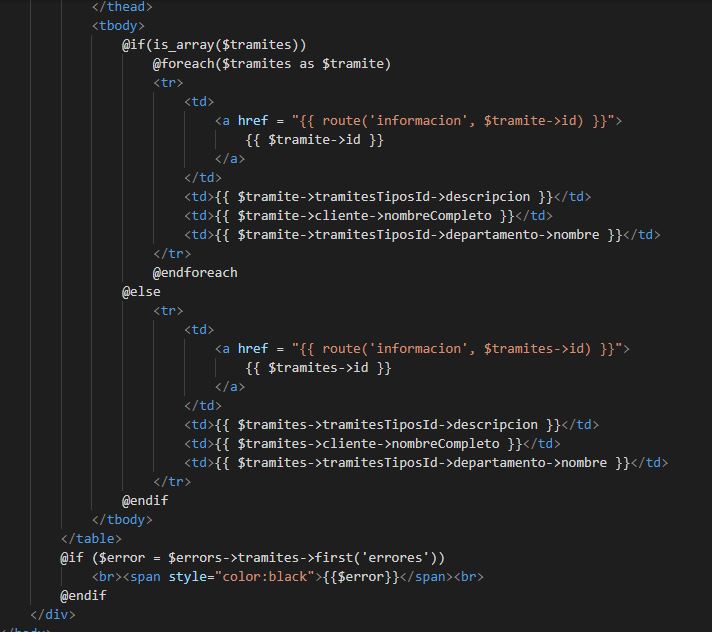 </thead>
<tbody>
@if(is_array($tramites))
@foreach($tramites as $tramite)
<tr>
<td>
<a href = "{{ route('informacion', $tramite->id) }}">
{{ $tramite->id }}
</a>
</td>
<td>{{ $tramite->tramitesTiposId->descripcion }}</td>
<td>{{ $tramite->cliente->nombreCompleto }}</td>
<td>{{ $tramite->tramitesTiposId->departamento->nombre }}</td>
</tr>
@endforeach
@else
<tr>
<td>
<a href = "{{ route('informacion', $tramites->id) }}">
{{ $tramites->id }}
</a>
</td>
<td>{{ $tramites->tramitesTiposId->descripcion }}</td>
<td>{{ $tramites->cliente->nombreCompleto }}</td>
<td>{{ $tramites->tramitesTiposId->departamento->nombre }}</td>
</tr>
@endif
</tbody>
</table>
@if ($error = $errors->tramites->first('errores'))
<br><span style="color:black">{{$error}}</span><br>
@endif
</div>
</body>